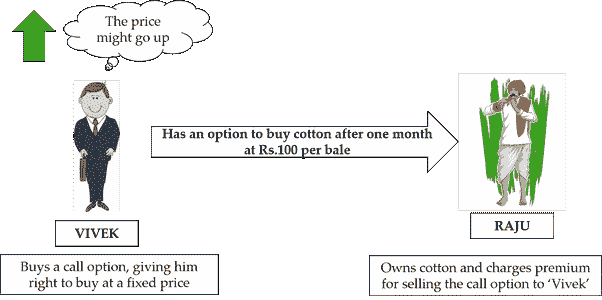 The price
might go up
Has an option to buy cotton after one month
at Rs.100 per bale
VIVEK
RAJU
Buys a call option, giving him
right to buy at a fixed price
Owns cotton and charges premium
for selling the call option to ‘Vivek’